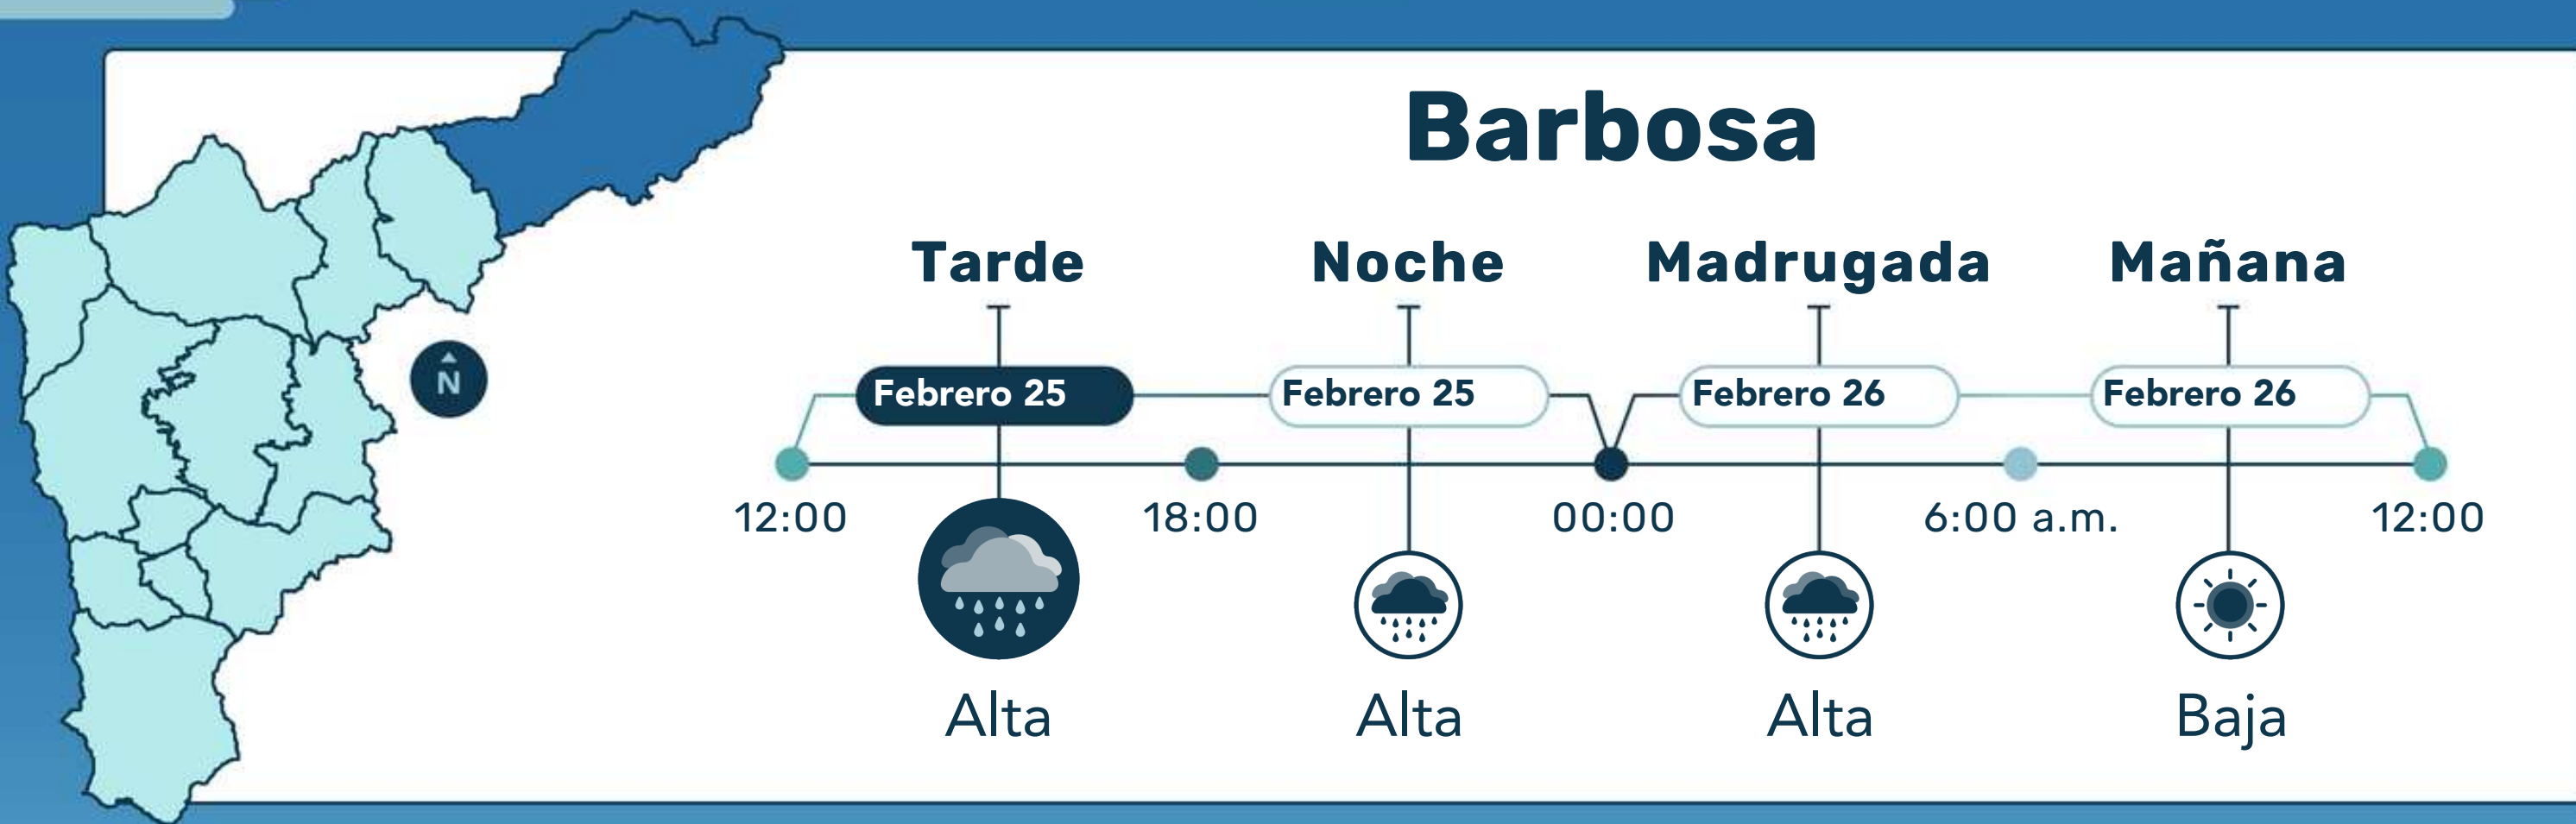 Barbosa
Tarde Noche Madrugada Mañana
Febrero 25 Febrero 25 Febrero 26 Febrero 26
N
12:00 18:00 00:00 6:00 a.m. 12:00
Alta Alta Alta Baja